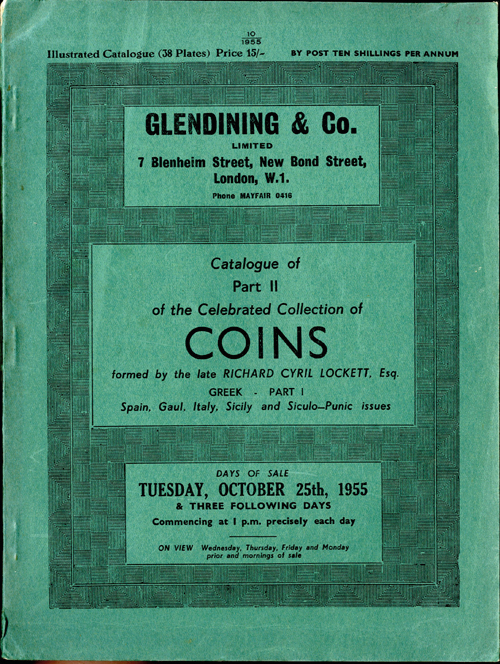 10
1955
Illustrated Catalogue (38 Plates) Price 15/- BY POST TEN SHILLINGS PER ANNUM
GLENDINING & Co.
LIMITED
7 Blenheim Street, New Bond Street,
London, W.1.
Phone MAYFAIR 0416
Catalogue of
Part II
of the Celebrated Collection of
COINS
formed by the late RICHARD CYRIL LOCKETT, Esq.
GREEK - PART I
Spain, Gaul, Italy, Sicily and Siculo-Punic issues
DAYS OF SALE
TUESDAY, OCTOBER 25th, 1955
& THREE FOLLOWING DAYS
Commencing at 1 p.m. precisely each day
ON VIEW Wednesday, Thursday, Friday and Monday
prior and mornings of sale